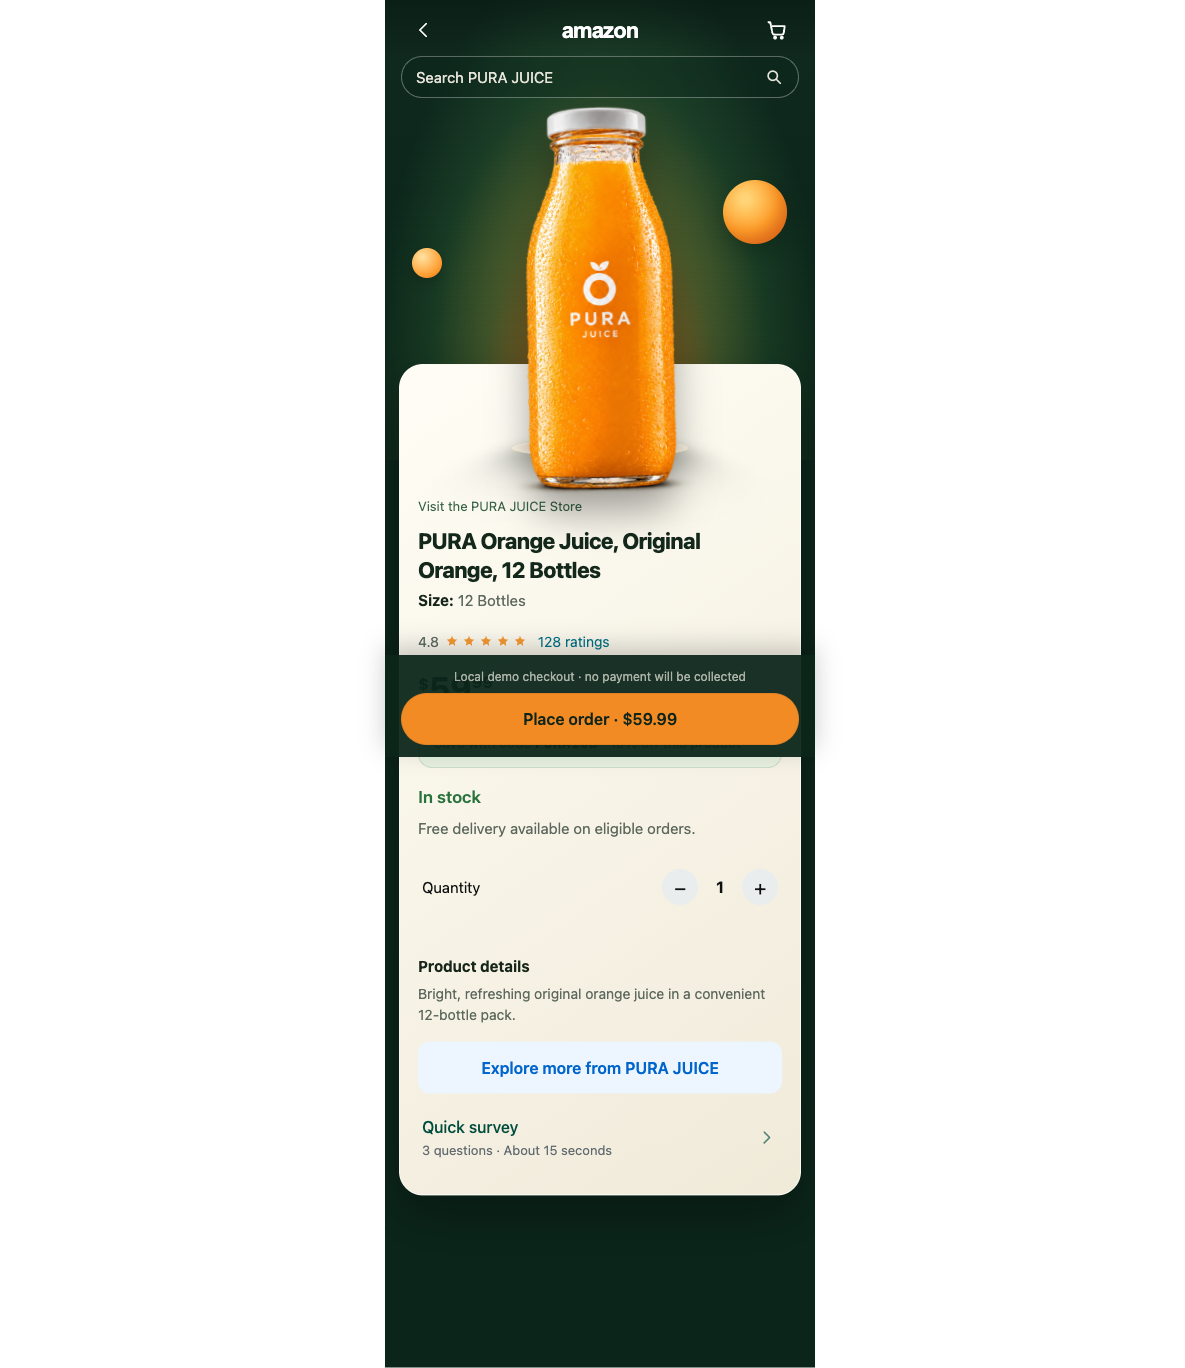 amazon
Search PURA JUICE
PURA
JUICE
Visit the PURA JUICE Store
PURA Orange Juice, Original
Orange, 12 Bottles
Size: 12 Bottles
4.8 ★ ★ ★ ★ ★ 128 ratings
Local demo checkout · no payment will be collected
$59.99
Place order · $59.99
In stock
Free delivery available on eligible orders.
Quantity − 1 +
Product details
Bright, refreshing original orange juice in a convenient
12-bottle pack.
Explore more from PURA JUICE
Quick survey
3 questions · About 15 seconds